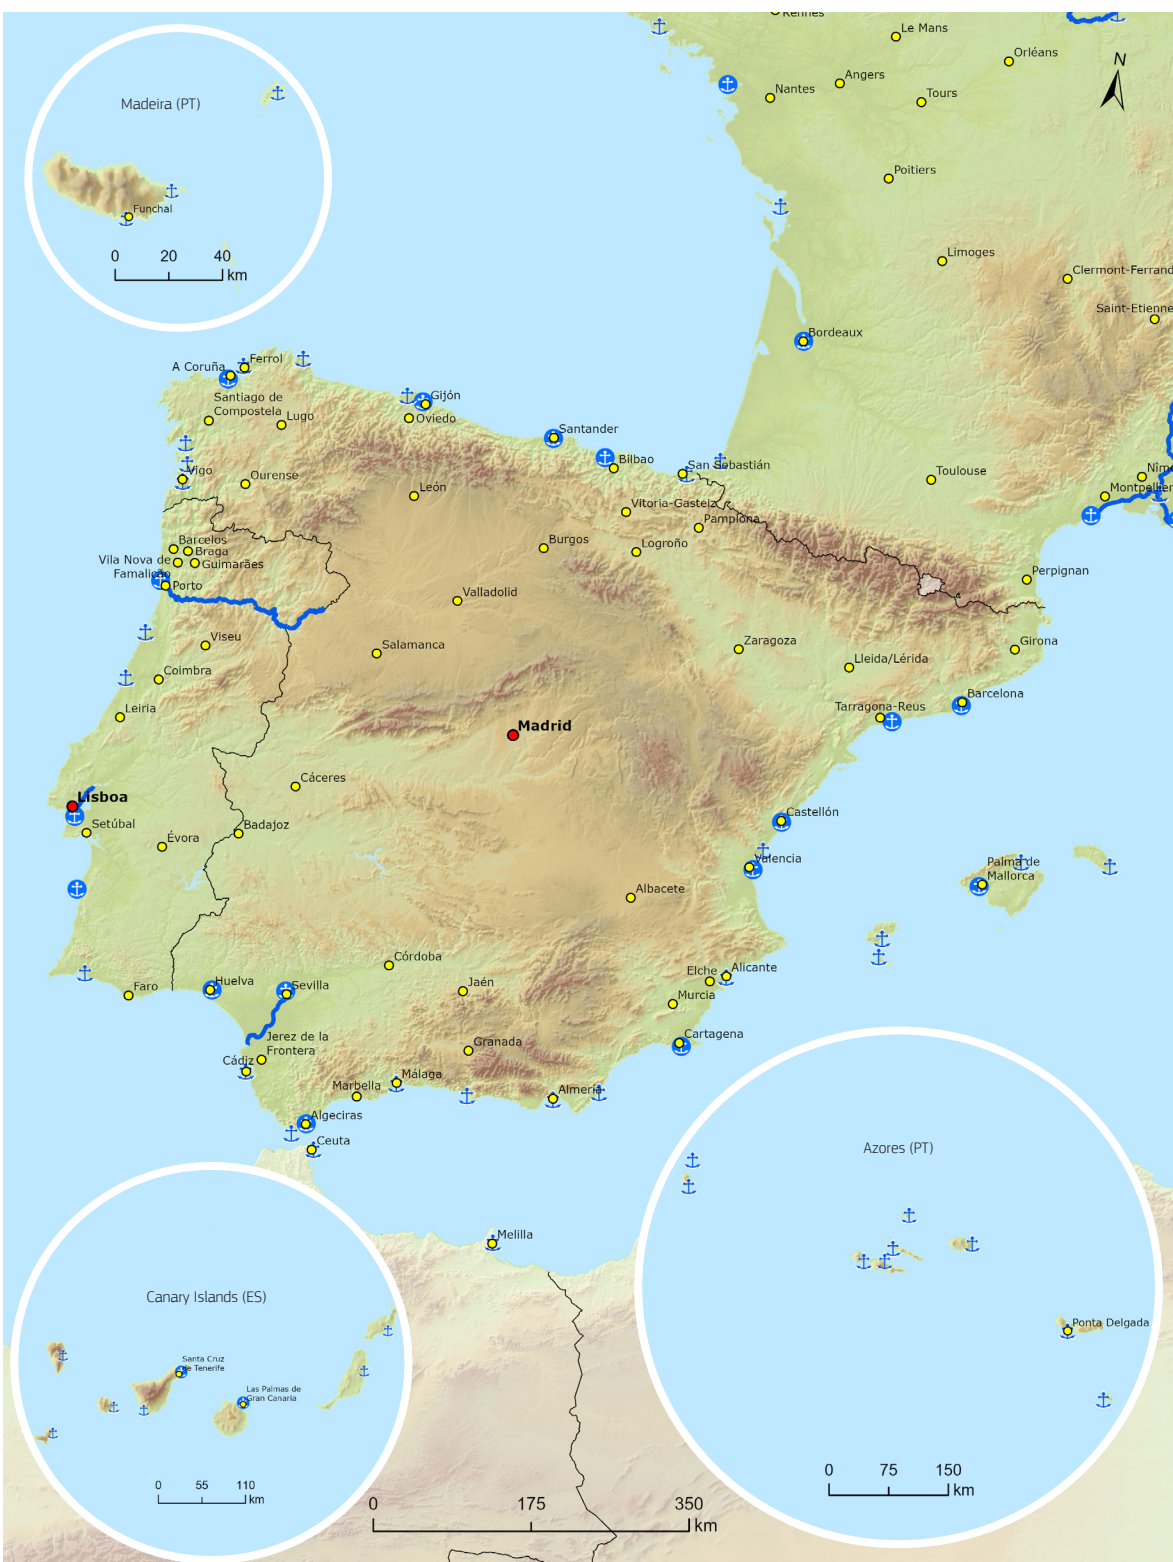 Rennes
Le Mans
Orléans
N
Angers
Nantes
Tours
Madeira (PT)
Poitiers
Funchal
0 20 40
km
Limoges
Clermont-Ferrand
Saint-Etienne
Bordeaux
Ferrol
A Coruña
Gijón
Santiago de
Compostela
Lugo
Oviedo
Santander
Bilbao
San Sebastián
Toulouse
Nîm
Montpellier
Vigo
Ourense
León
Vitoria-Gasteiz
Pamplona
Barcelos
Braga
Guimarães
Vila Nova de
Famalicão
Porto
Burgos
Logroño
Perpignan
Valladolid
Viseu
Salamanca
Zaragoza
Girona
Lleida/Lérida
Coimbra
Barcelona
Leiria
Tarragona-Reus
Madrid
Cáceres
Lisboa
Castellón
Setúbal
Badajoz
Évora
Valencia
Palma de
Mallorca
Albacete
Córdoba
Elche
Alicante
Faro
Huelva
Sevilla
Jaén
Murcia
Jerez de la
Frontera
Granada
Cartagena
Cádiz
Málaga
Marbella
Almería
Algeciras
Ceuta
Azores (PT)
Melilla
Canary Islands (ES)
Ponta Delgada
Santa Cruz
de Tenerife
Las Palmas de
Gran Canaria
0 75 150
km
0 55 110
km
0 175 350
km